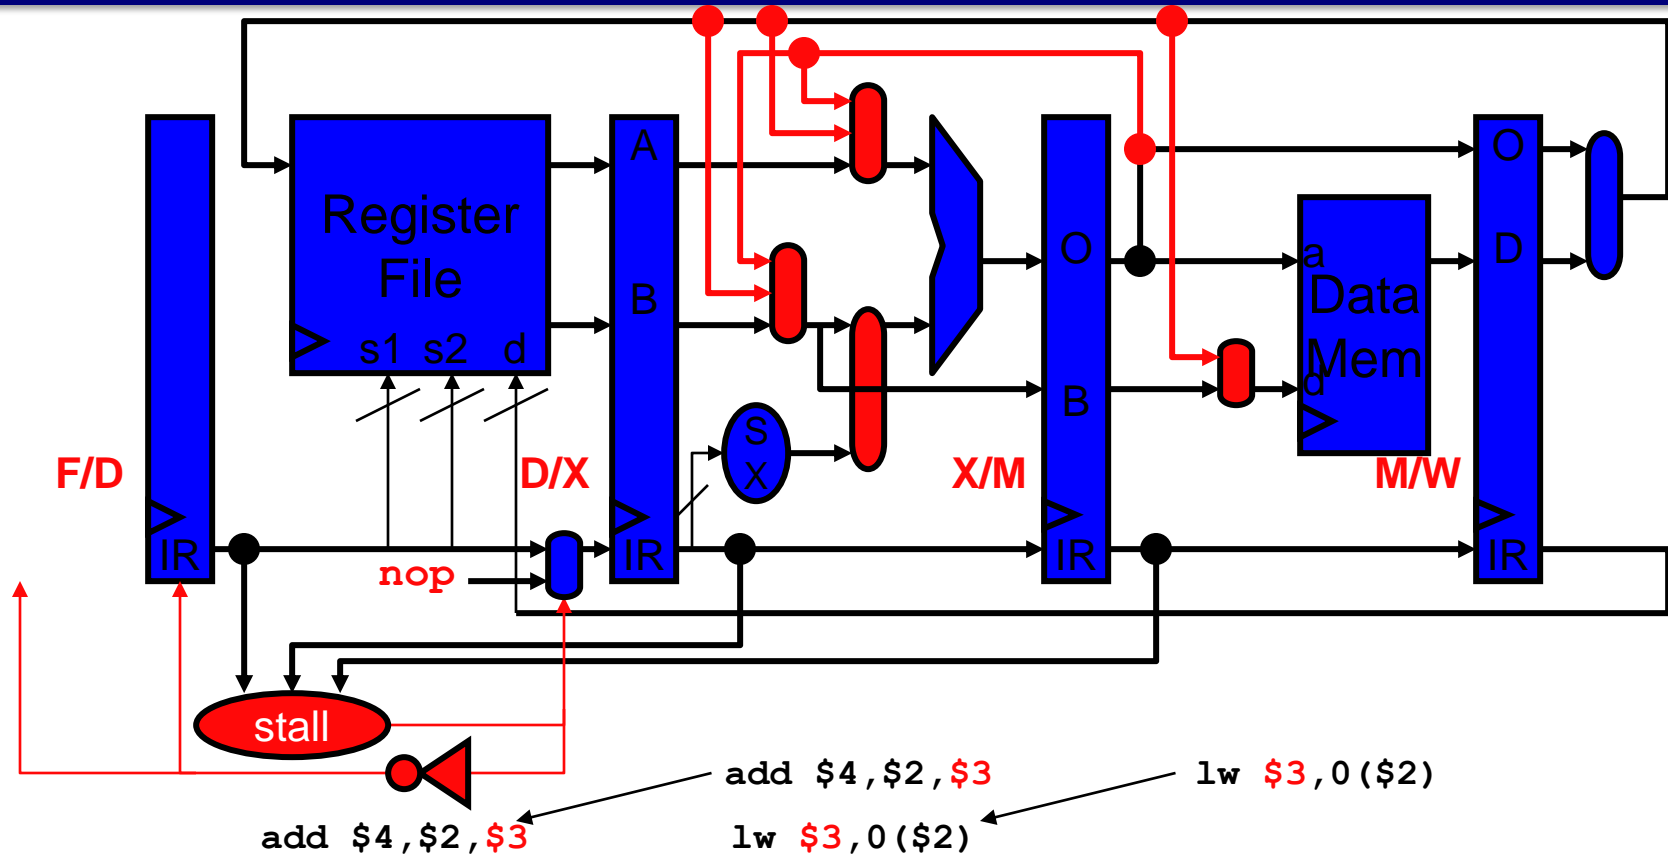 A
O
Register
File
O
D
B
a
Data
Mem
d
s1 s2 d
B
S
X
F/D
D/X
X/M
M/W
IR
IR
IR
IR
nop
stall
add $4,$2,$3
lw $3,0($2)
add $4,$2,$3
lw $3,0($2)